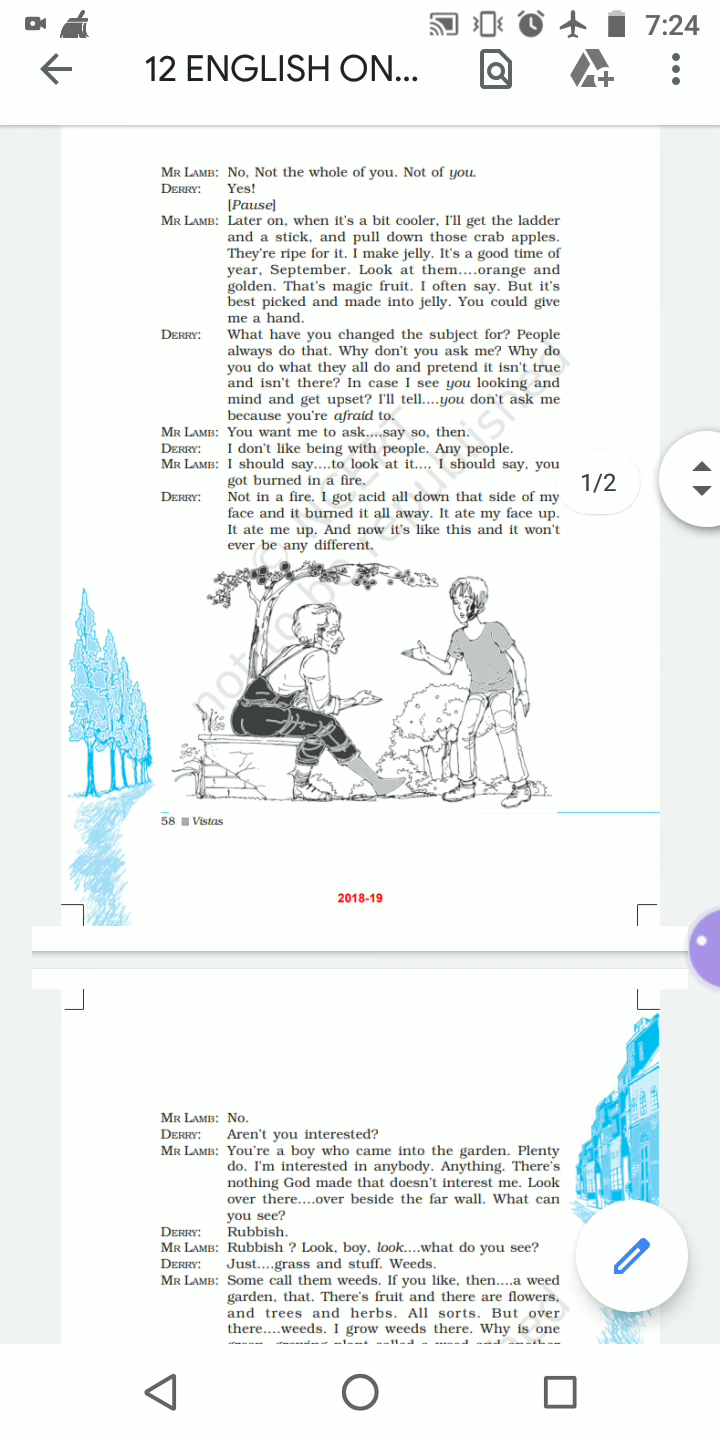 7:24
12 ENGLISH ON...
MR LAMB: No, Not the whole of you. Not of you.
DERRY: Yes!
[Pause]
MR LAMB: Later on, when it's a bit cooler, I'll get the ladder
and a stick, and pull down those crab apples.
They're ripe for it. I make jelly. It's a good time of
year, September. Look at them....orange and
golden. That's magic fruit. I often say. But it's
best picked and made into jelly. You could give
me a hand.
DERRY: What have you changed the subject for? People
always do that. Why don't you ask me? Why do
you do what they all do and pretend it isn't true
and isn't there? In case I see you looking and
mind and get upset? I'll tell....you don't ask me
because you're afraid to.
MR LAMB: You want me to ask....say so, then.
DERRY: I don't like being with people. Any people.
MR LAMB: I should say....to look at it.... I should say, you
got burned in a fire.
DERRY: Not in a fire. I got acid all down that side of my
face and it burned it all away. It ate my face up.
It ate me up. And now it's like this and it won't
ever be any different.
1/2
© NCERT
not to be republished
58 Vistas
2018-19
MR LAMB: No.
DERRY: Aren't you interested?
MR LAMB: You're a boy who came into the garden. Plenty
do. I'm interested in anybody. Anything. There's
nothing God made that doesn't interest me. Look
over there....over beside the far wall. What can
you see?
DERRY: Rubbish.
MR LAMB: Rubbish ? Look, boy, look....what do you see?
DERRY: Just....grass and stuff. Weeds.
MR LAMB: Some call them weeds. If you like, then....a weed
garden, that. There's fruit and there are flowers,
and trees and herbs. All sorts. But over
there....weeds. I grow weeds there. Why is one
green, growing plant called a weed and another